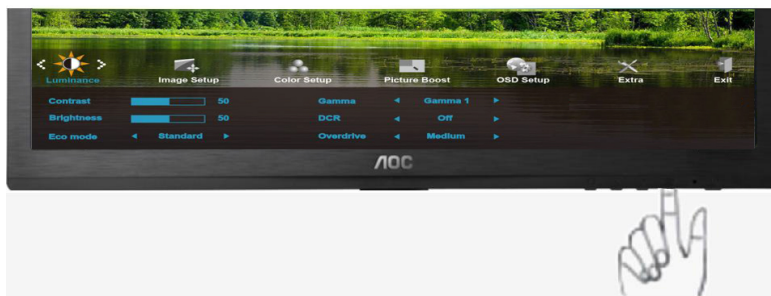 Luminance Image Setup Color Setup Picture Boost OSD Setup Extra Exit
Contrast 50 Gamma Gamma 1
Brightness 50 DCR Off
Eco mode Standard Overdrive Medium
AOC